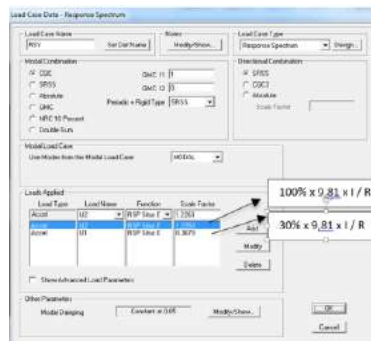 Load Case Data - Response Spectrum
Load Case Name
RSY
Set Def Name
Notes
Modify/Show...
Load Case Type
Response Spectrum
Design...
Modal Combination
CQC
SRSS
Absolute
GMC
NRC 10 Percent
Double Sum
GMC f1
1
GMC f2
0
Periodic + Rigid Type
SRSS
Directional Combination
SRSS
CQC3
Absolute
Scale Factor
Modal Load Case
Use Modes from this Modal Load Case
MODAL
Loads Applied
Load Type Load Name Function Scale Factor
Accel U2
Accel U2
Accel U1
Add
Modify
Delete
100% x 9,81 x I / R
30% x 9,81 x I / R
Show Advanced Load Parameters
Other Parameters
Modal Damping
Constant at 0.05
Modify/Show...
OK
Cancel